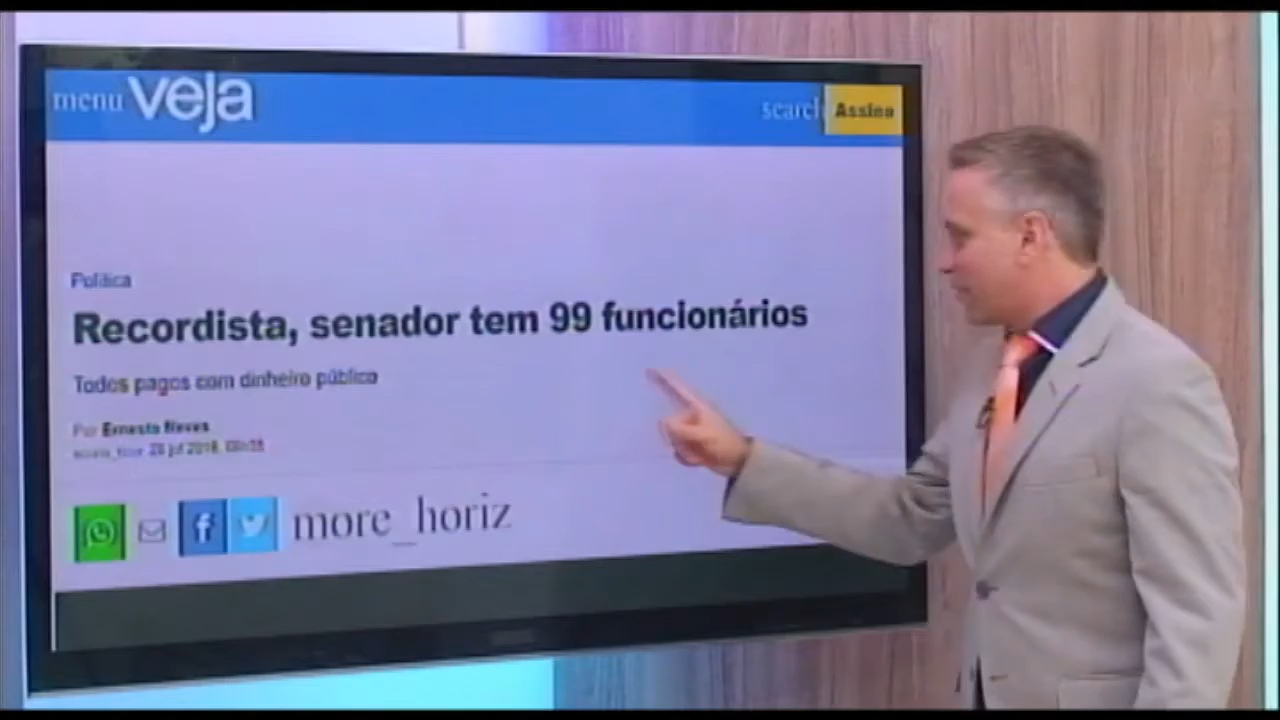 menu veja
search Assine
Política
Recordista, senador tem 99 funcionários
Todos pagos com dinheiro público
Por Ernesto Neves
more_horiz